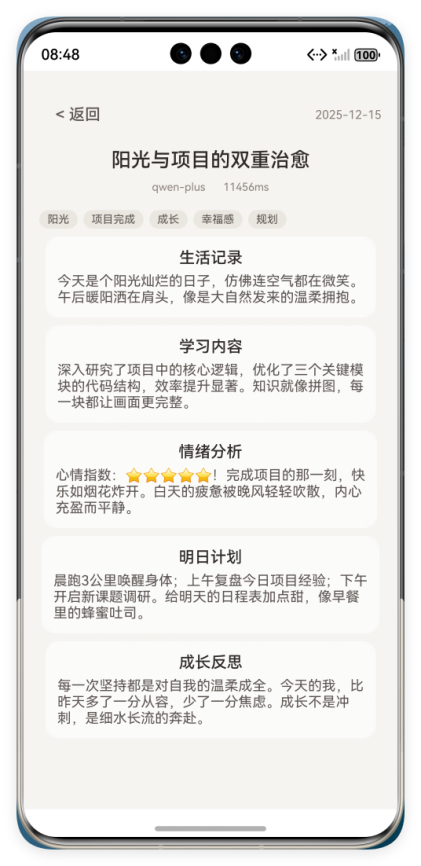 08:48
100
< 返回
2025-12-15
阳光与项目的双重治愈
qwen-plus 11456ms
阳光 项目完成 成长 幸福感 规划
生活记录
今天是个阳光灿烂的日子，仿佛连空气都在微笑。
午后暖阳洒在肩头，像是大自然发来的温柔拥抱。
学习内容
深入研究了项目中的核心逻辑，优化了三个关键模
块的代码结构，效率提升显著。知识就像拼图，每
一块都让画面更完整。
情绪分析
心情指数：⭐⭐⭐⭐⭐！完成项目的那一刻，快
乐如烟花炸开。白天的疲惫被晚风轻轻吹散，内心
充盈而平静。
明日计划
晨跑3公里唤醒身体；上午复盘今日项目经验；下午
开启新课题调研。给明天的日程表加点甜，像早餐
里的蜂蜜吐司。
成长反思
每一次坚持都是对自我的温柔成全。今天的我，比
昨天多了一分从容，少了一分焦虑。成长不是冲
刺，是细水长流的奔赴。